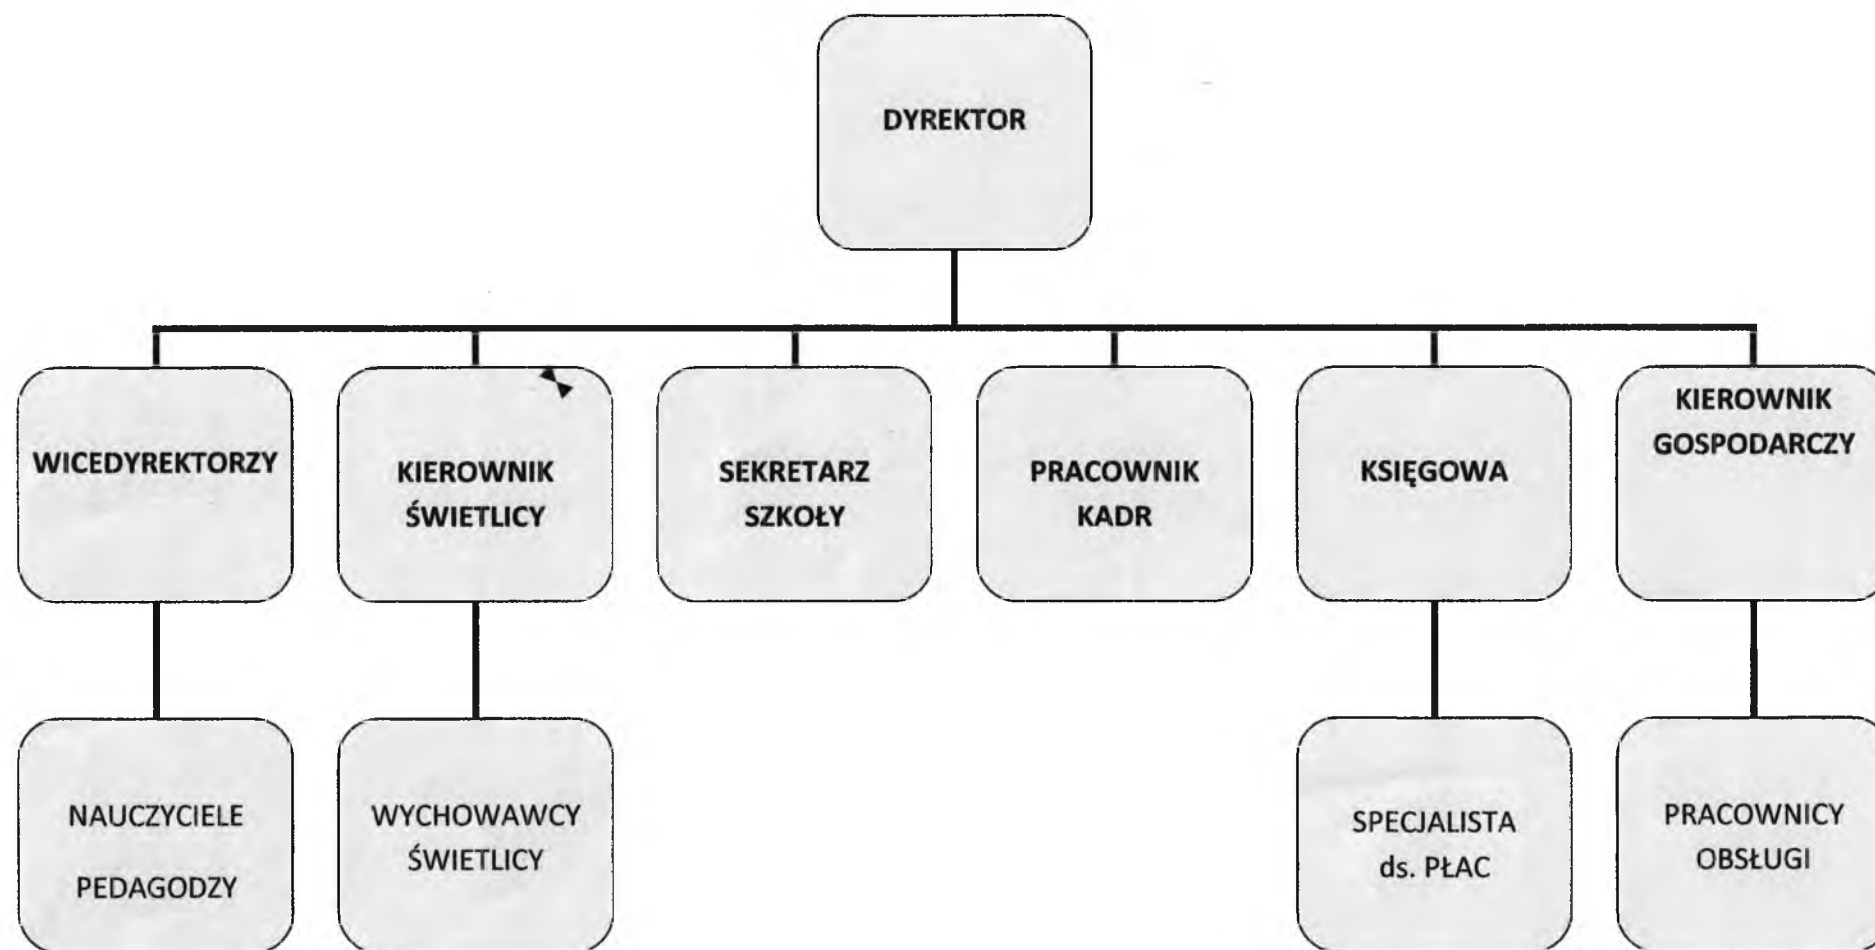 DYREKTOR
WICEDYREKTORZY
KIEROWNIK
ŚWIETLICY
SEKRETARZ
SZKOŁY
PRACOWNIK
KADR
KSIĘGOWA
KIEROWNIK
GOSPODARCZY
NAUCZYCIELE
PEDAGODZY
WYCHOWAWCY
ŚWIETLICY
SPECJALISTA
ds. PŁAC
PRACOWNICY
OBSŁUGI